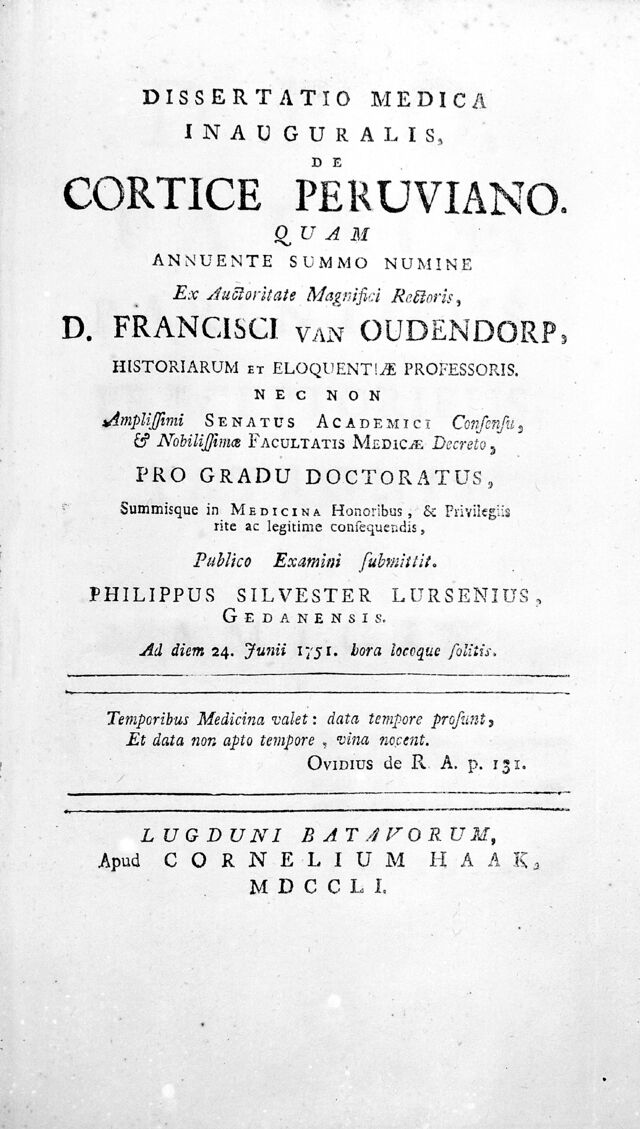 DISSERTATIO MEDICA
INAUGURALIS,
DE
CORTICE PERUVIANO.
QUAM
ANNUENTE SUMMO NUMINE
Ex Auctoritate Magnifici Rectoris,
D. FRANCISCI VAN OUDENDORP,
HISTORIARUM ET ELOQUENTIÆ PROFESSORIS.
NEC NON
Ampliſſimi SENATUS ACADEMICI Conſenſu,
& Nobiliſſimæ FACULTATIS MEDICÆ Decreto,
PRO GRADU DOCTORATUS,
Summisque in MEDICINA Honoribus, & Privilegiis
rite ac legitime conſequendis,
Publico Examini ſubmittit.
PHILIPPUS SILVESTER LURSENIUS,
GEDANENSIS.
Ad diem 24. Junii 1751. hora locoque ſolitis.
Temporibus Medicina valet: data tempore proſunt,
Et data non apto tempore, vina nocent.
OVIDIUS de R A. p. 131.
LUGDUNI BATAVORUM,
Apud CORNELIUM HAAK,
MDCCLI.